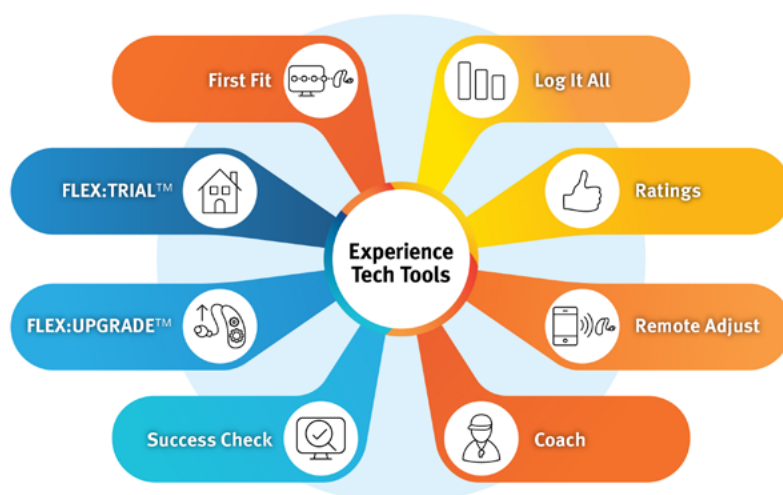 First Fit
Log It All
FLEX:TRIAL™
Ratings
Experience
Tech Tools
FLEX:UPGRADE™
Remote Adjust
Success Check
Coach